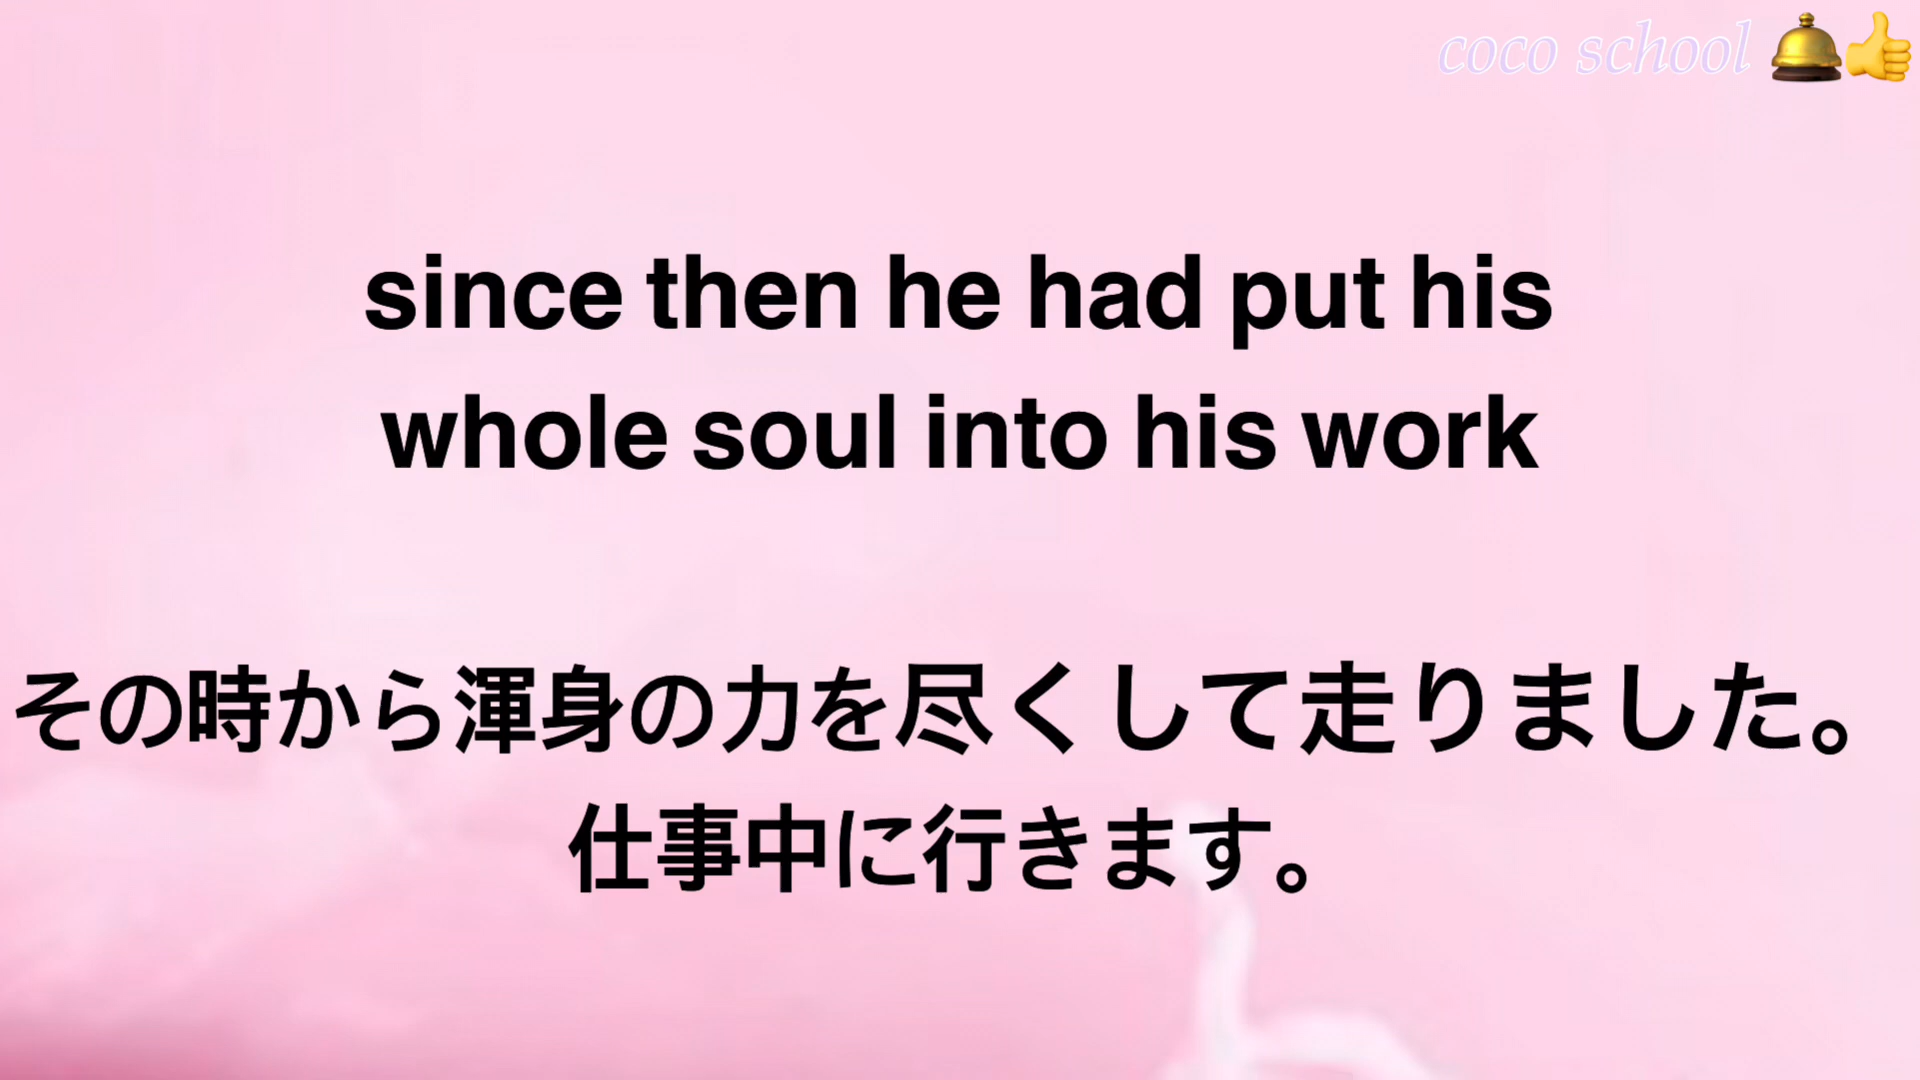 coco school 🛎️👍
since then he had put his
whole soul into his work
その時から渾身の力を尽くして走りました。
仕事中に行きます。